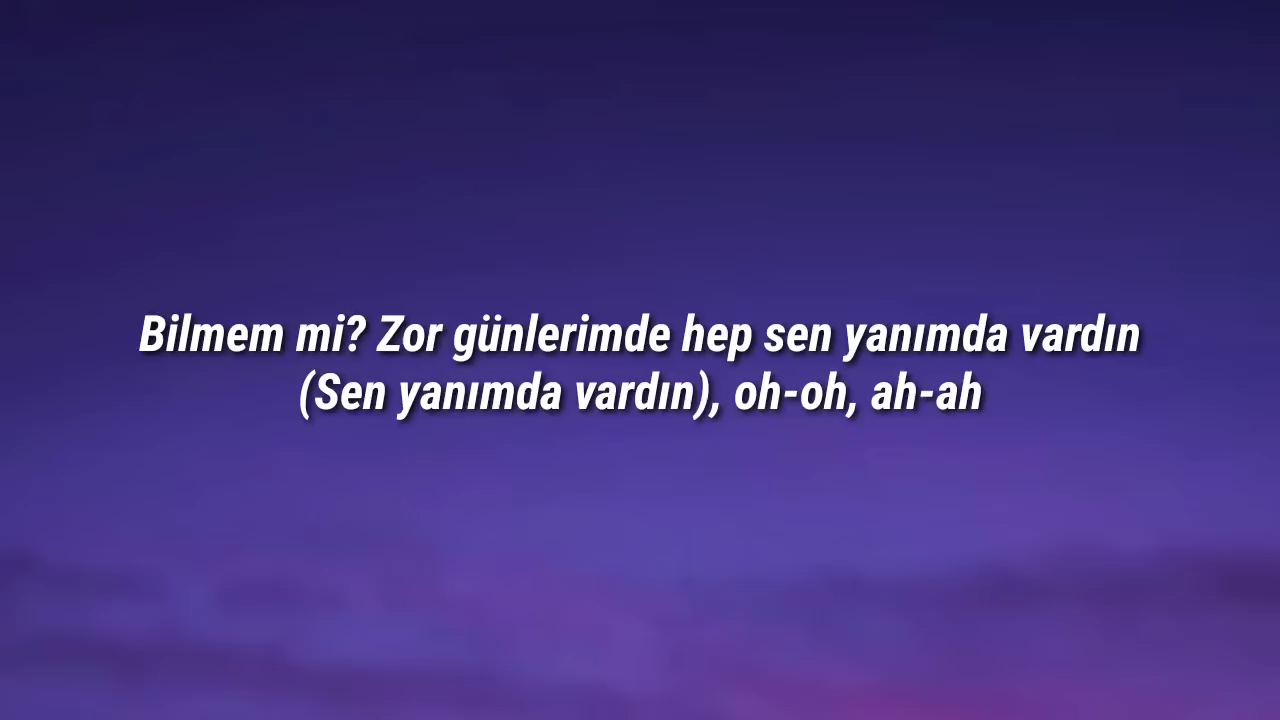 Bilmem mi? Zor günlerimde hep sen yanımda vardın
(Sen yanımda vardın), oh-oh, ah-ah